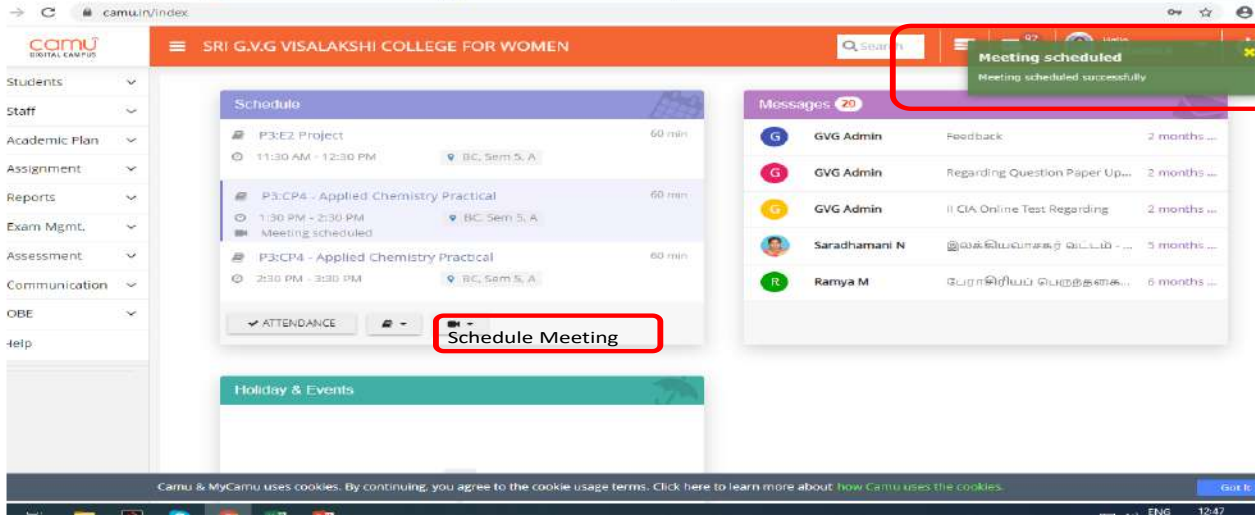 camu.in/index
camu
DIGITAL CAMPUS
SRI G.V.G VISALAKSHI COLLEGE FOR WOMEN
Search
Meeting scheduled
Meeting scheduled successfully
Students
Staff
Academic Plan
Assignment
Reports
Exam Mgmt.
Assessment
Communication
OBE
Help
Schedule
P3:E2 Project
60 min
11:30 AM - 12:30 PM
BC, Sem 5, A
P3:CP4 - Applied Chemistry Practical
60 min
1:30 PM - 2:30 PM
BC, Sem 5, A
Meeting scheduled
P3:CP4 - Applied Chemistry Practical
60 min
2:30 PM - 3:30 PM
BC, Sem 5, A
ATTENDANCE
Schedule Meeting
Messages 20
GVG Admin Feedback 2 months ...
GVG Admin Regarding Question Paper Up... 2 months ...
GVG Admin II CIA Online Test Regarding 2 months ...
Saradhamani N இலக்கியவாசகர் வட்டம் - ... 5 months ...
Ramya M பேராசிரியப் பெருந்தகை... 6 months ...
Holiday & Events
Camu & MyCamu uses cookies. By continuing, you agree to the cookie usage terms. Click here to learn more about how Camu uses the cookies.
Got It
ENG 12:47